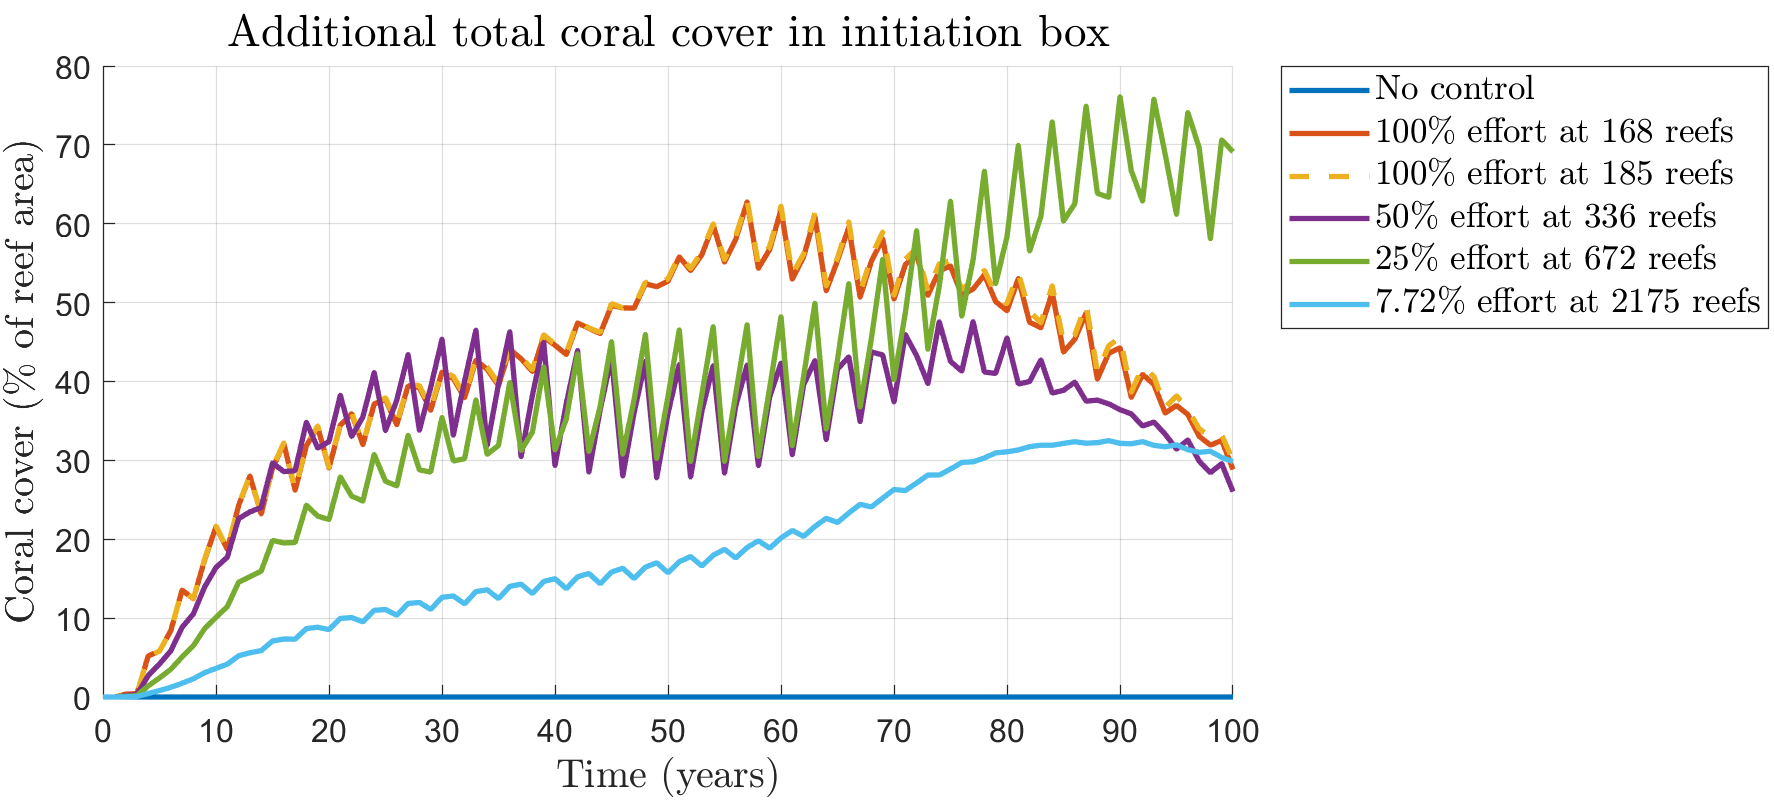 Additional total coral cover in initiation box
Coral cover (% of reef area)
80
70
60
50
40
30
20
10
0
0 10 20 30 40 50 60 70 80 90 100
Time (years)
No control
100% effort at 168 reefs
100% effort at 185 reefs
50% effort at 336 reefs
25% effort at 672 reefs
7.72% effort at 2175 reefs